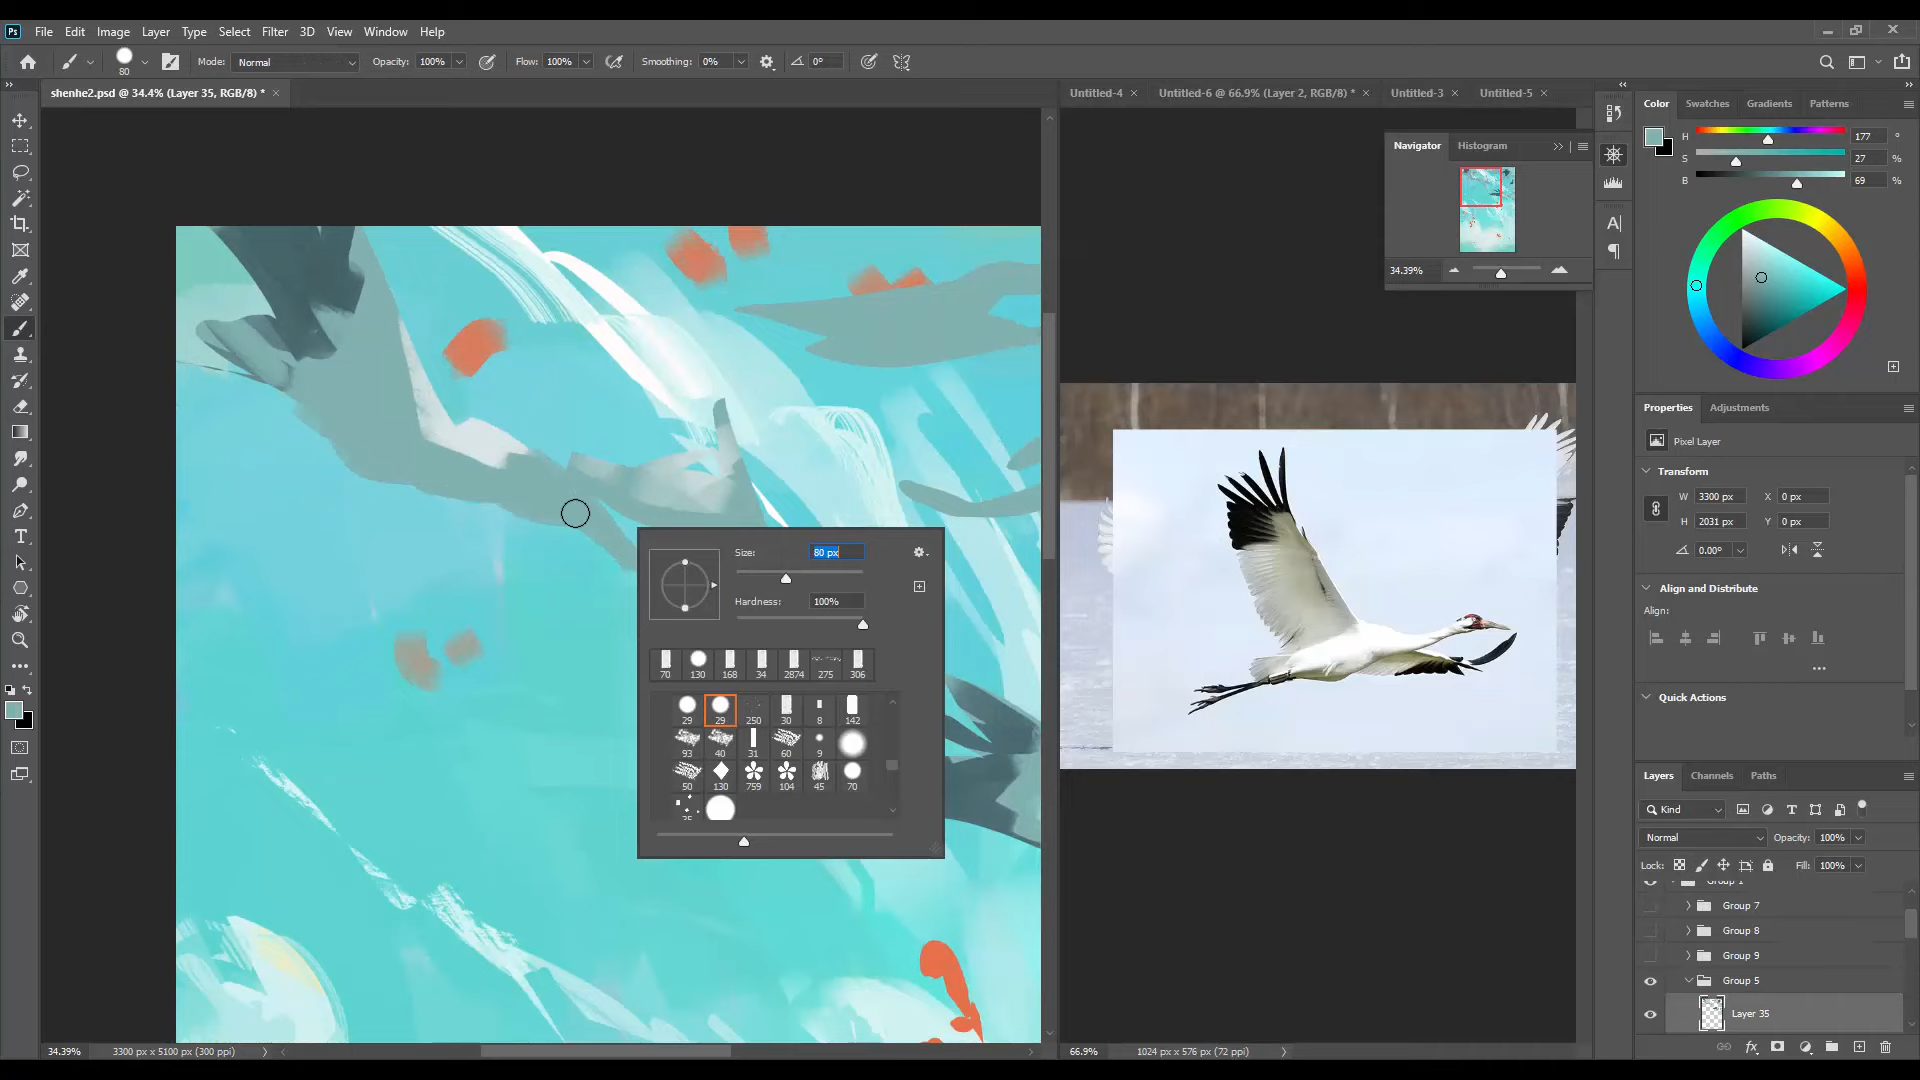 Ps File Edit Image Layer Type Select Filter 3D View Window Help
80 Mode: Normal Opacity: 100% Flow: 100% Smoothing: 0% 0°
shenhe2.psd @ 34.4% (Layer 35, RGB/8) *
Untitled-4 Untitled-6 @ 66.9% (Layer 2, RGB/8) * Untitled-3 Untitled-5
Navigator Histogram
34.39%
Color Swatches Gradients Patterns
H 177 °
S 27 %
B 69 %
Properties Adjustments
Pixel Layer
Transform
W 3300 px X 0 px
H 2031 px Y 0 px
0.00°
Align and Distribute
Align:
Quick Actions
Size: 80 px
Hardness: 100%
70 130 168 34 2874 275 306
29 29 250 30 8 142
93 40 31 60 9
50 130 759 104 45 70
35
Layers Channels Paths
Kind
Normal Opacity: 100%
Lock: Fill: 100%
Group 1
Group 7
Group 8
Group 9
Group 5
Layer 35
34.39% 3300 px x 5100 px (300 ppi)
66.9% 1024 px x 576 px (72 ppi)